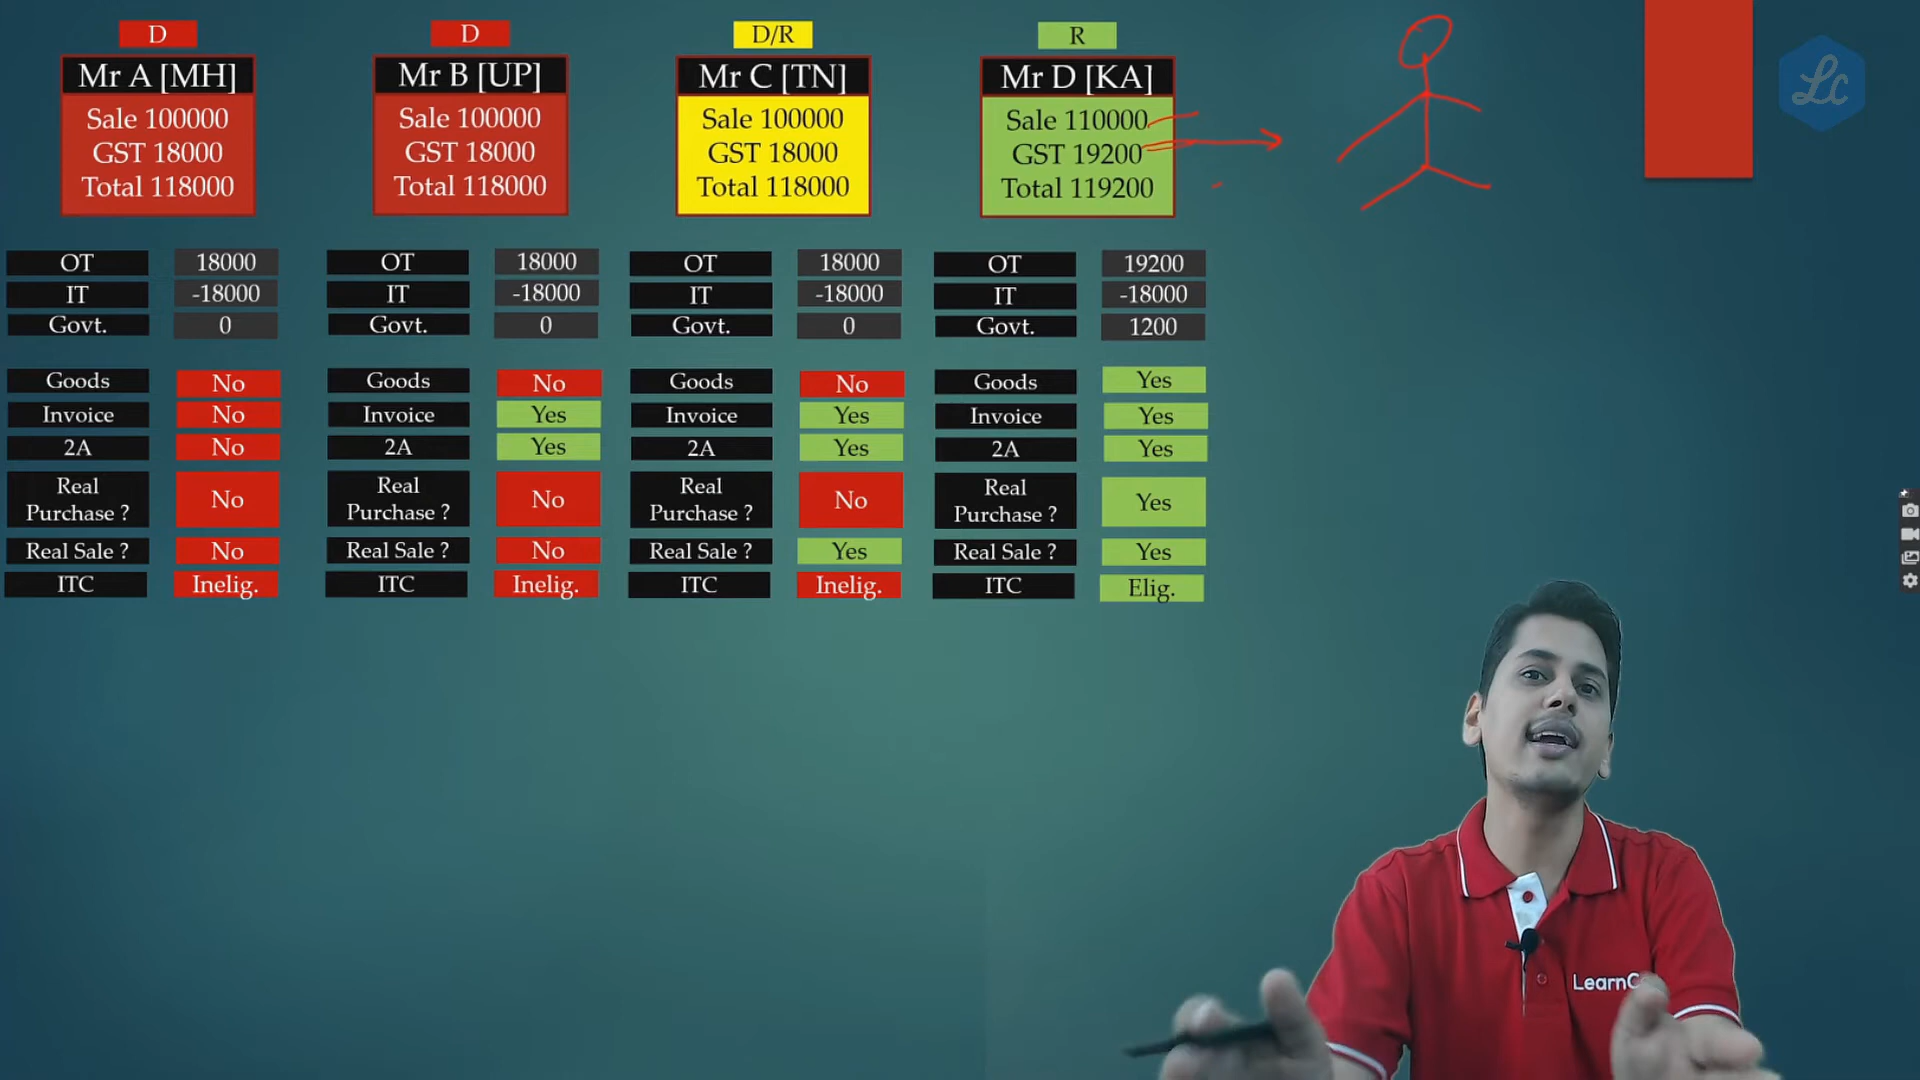 D
D
D/R
R
Mr A [MH]
Mr B [UP]
Mr C [TN]
Mr D [KA]
Sale 100000
GST 18000
Total 118000
Sale 100000
GST 18000
Total 118000
Sale 100000
GST 18000
Total 118000
Sale 110000
GST 19200
Total 119200
Lc
OT 18000
IT -18000
Govt. 0
Goods No
Invoice No
2A No
Real
Purchase ? No
Real Sale ? No
ITC Inelig.
OT 18000
IT -18000
Govt. 0
Goods No
Invoice Yes
2A Yes
Real
Purchase ? No
Real Sale ? No
ITC Inelig.
OT 18000
IT -18000
Govt. 0
Goods No
Invoice Yes
2A Yes
Real
Purchase ? No
Real Sale ? Yes
ITC Inelig.
OT 19200
IT -18000
Govt. 1200
Goods Yes
Invoice Yes
2A Yes
Real
Purchase ? Yes
Real Sale ? Yes
ITC Elig.
LearnC